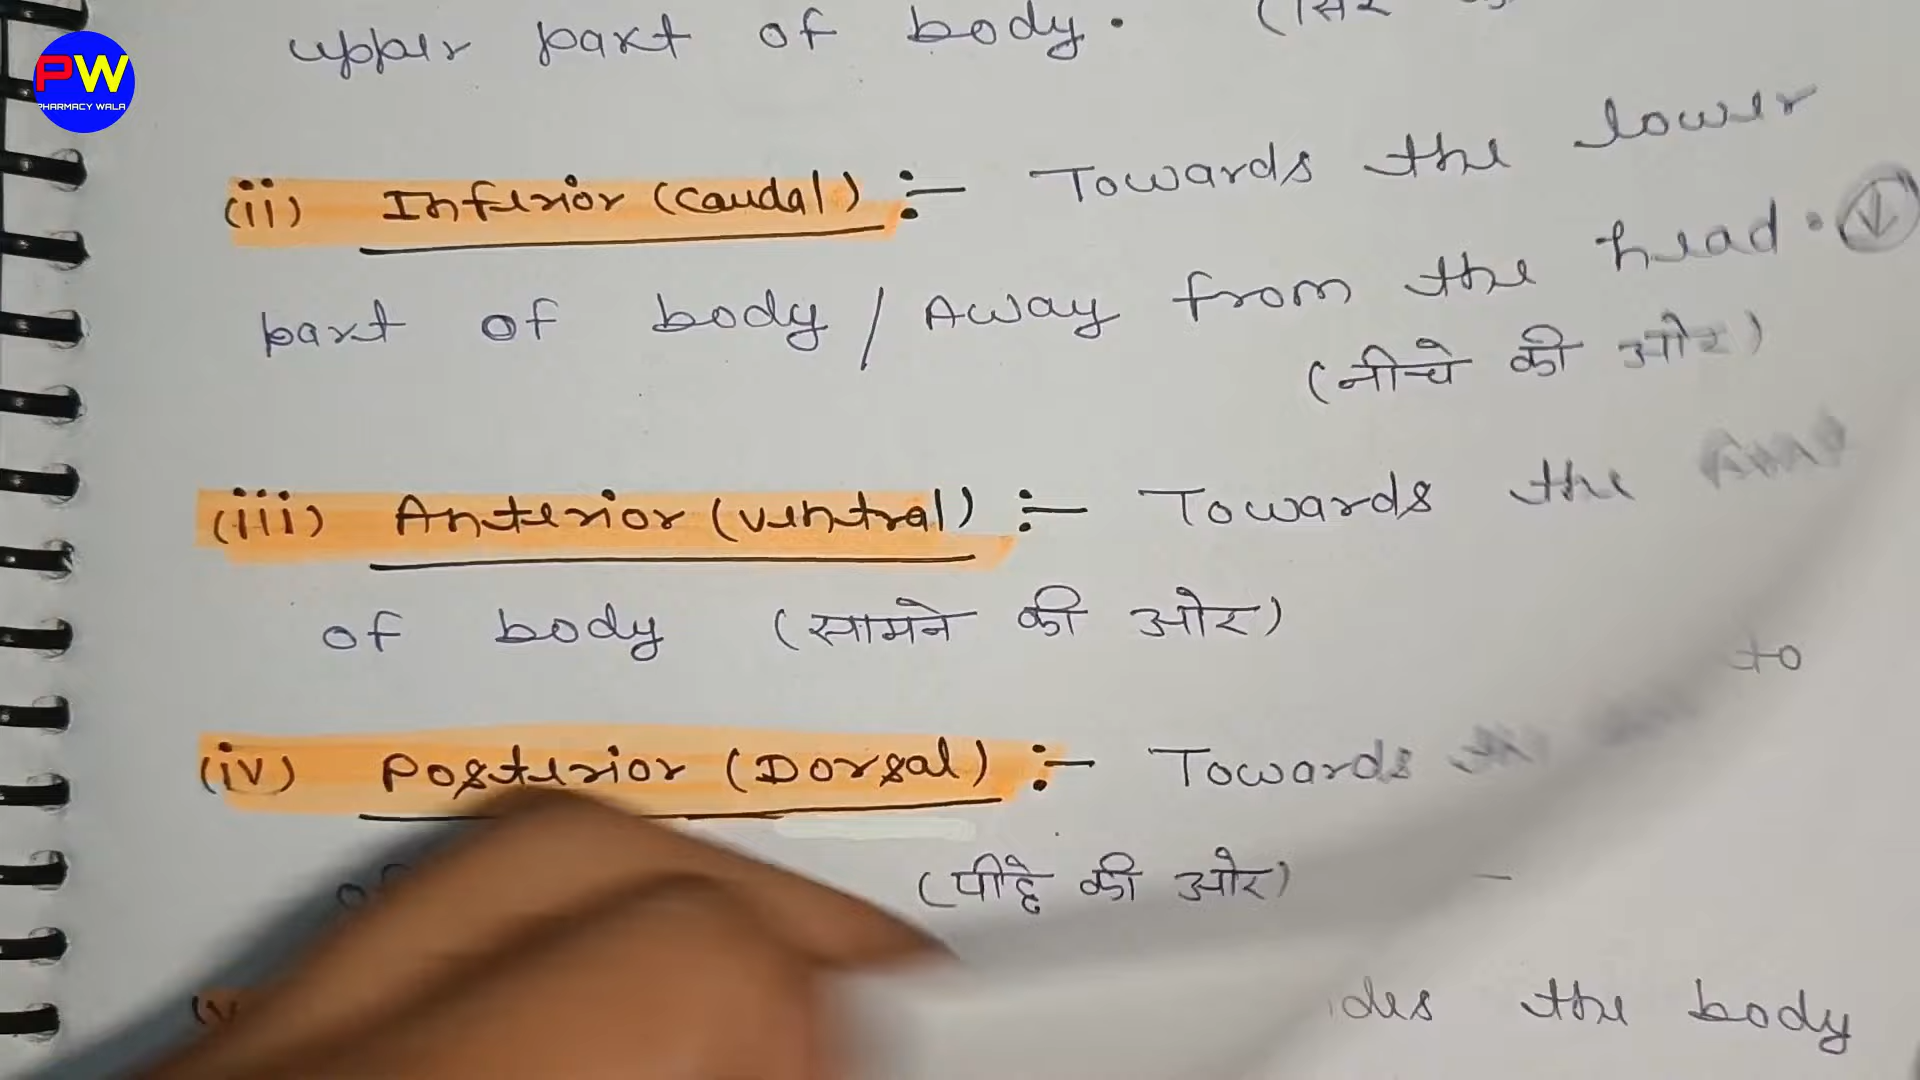 PW
PHARMACY WALA
upper part of body. (सिर
(ii) Inferior (caudal) :- Towards the lower
part of body / Away from the head. ↓
(नीचे की ओर)
(iii) Anterior (ventral) :- Towards the
of body (सामने की ओर)
to
(iv) Posterior (Dorsal) :- Towards
(पीछे की ओर) -
the body